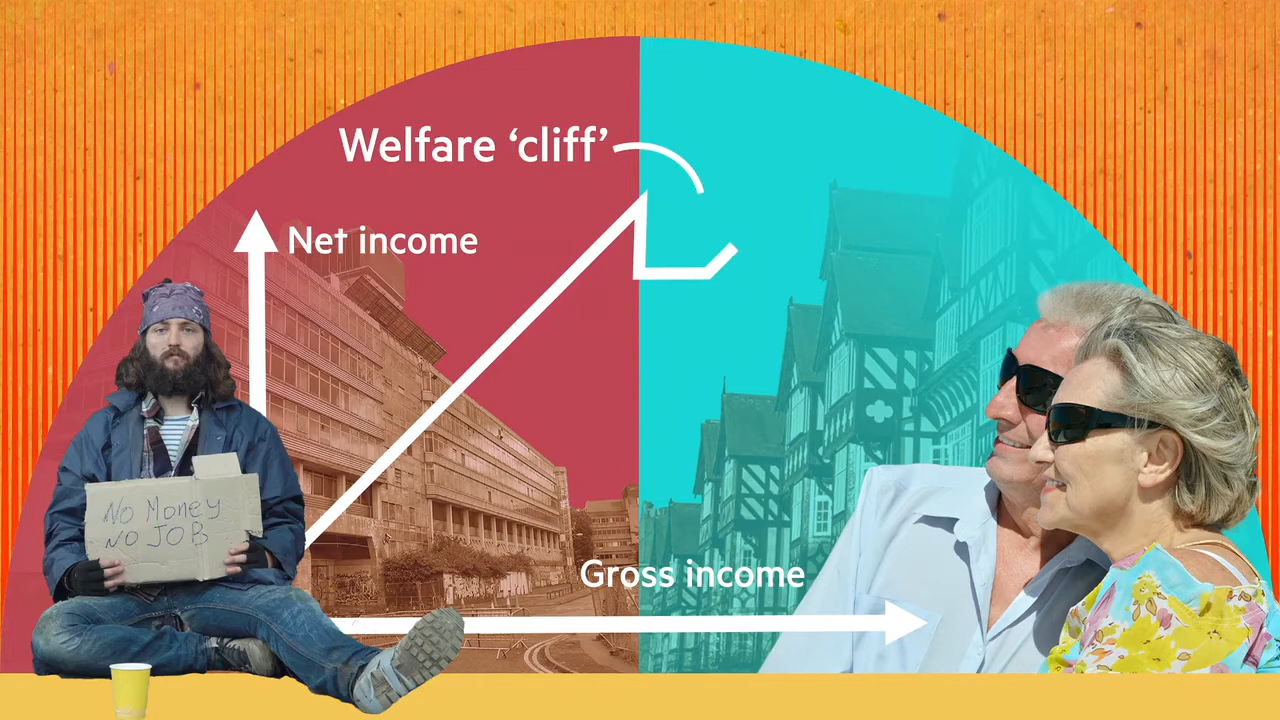 Welfare ‘cliff’
Net income
No Money
No JOB
Gross income